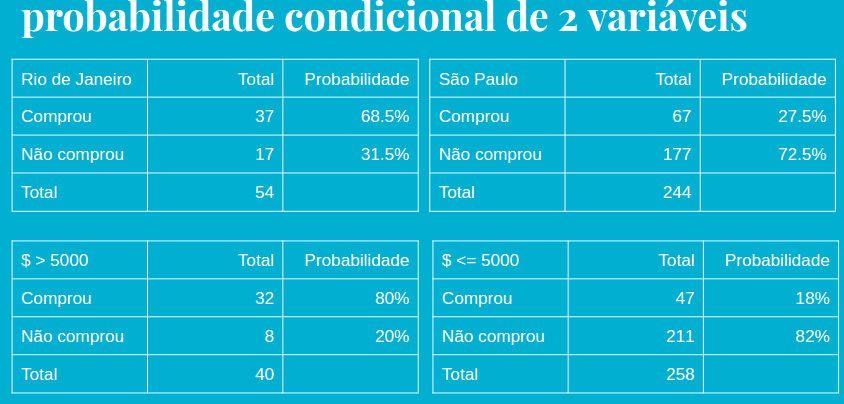 probabilidade condicional de 2 variáveis
Rio de Janeiro Total Probabilidade
Comprou 37 68.5%
Não comprou 17 31.5%
Total 54
São Paulo Total Probabilidade
Comprou 67 27.5%
Não comprou 177 72.5%
Total 244
$ > 5000 Total Probabilidade
Comprou 32 80%
Não comprou 8 20%
Total 40
$ <= 5000 Total Probabilidade
Comprou 47 18%
Não comprou 211 82%
Total 258